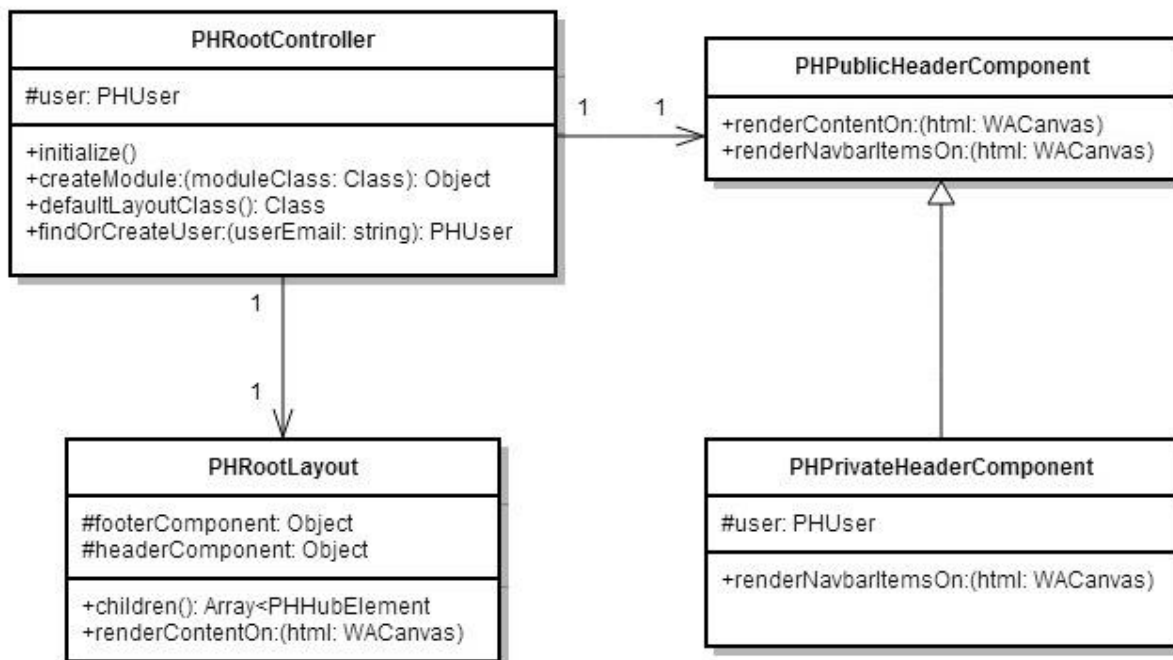 PHRootController
#user: PHUser
+initialize()
+createModule:(moduleClass: Class): Object
+defaultLayoutClass(): Class
+findOrCreateUser:(userEmail: string): PHUser
1
1
PHPublicHeaderComponent
+renderContentOn:(html: WACanvas)
+renderNavbarItemsOn:(html: WACanvas)
1
1
PHRootLayout
#footerComponent: Object
#headerComponent: Object
+children(): Array<PHHubElement
+renderContentOn:(html: WACanvas)
PHPrivateHeaderComponent
#user: PHUser
+renderNavbarItemsOn:(html: WACanvas)